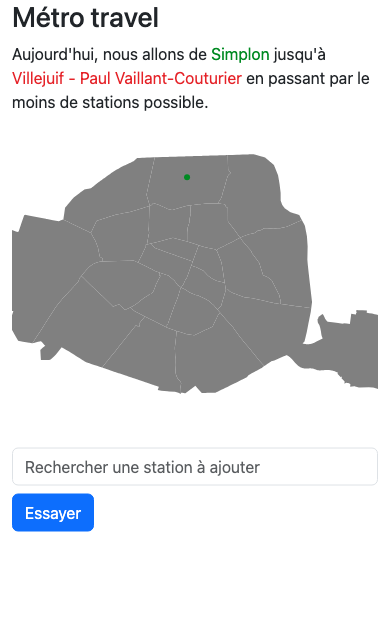 Métro travel
Aujourd'hui, nous allons de Simplon jusqu'à
Villejuif - Paul Vaillant-Couturier en passant par le
moins de stations possible.
Rechercher une station à ajouter
Essayer